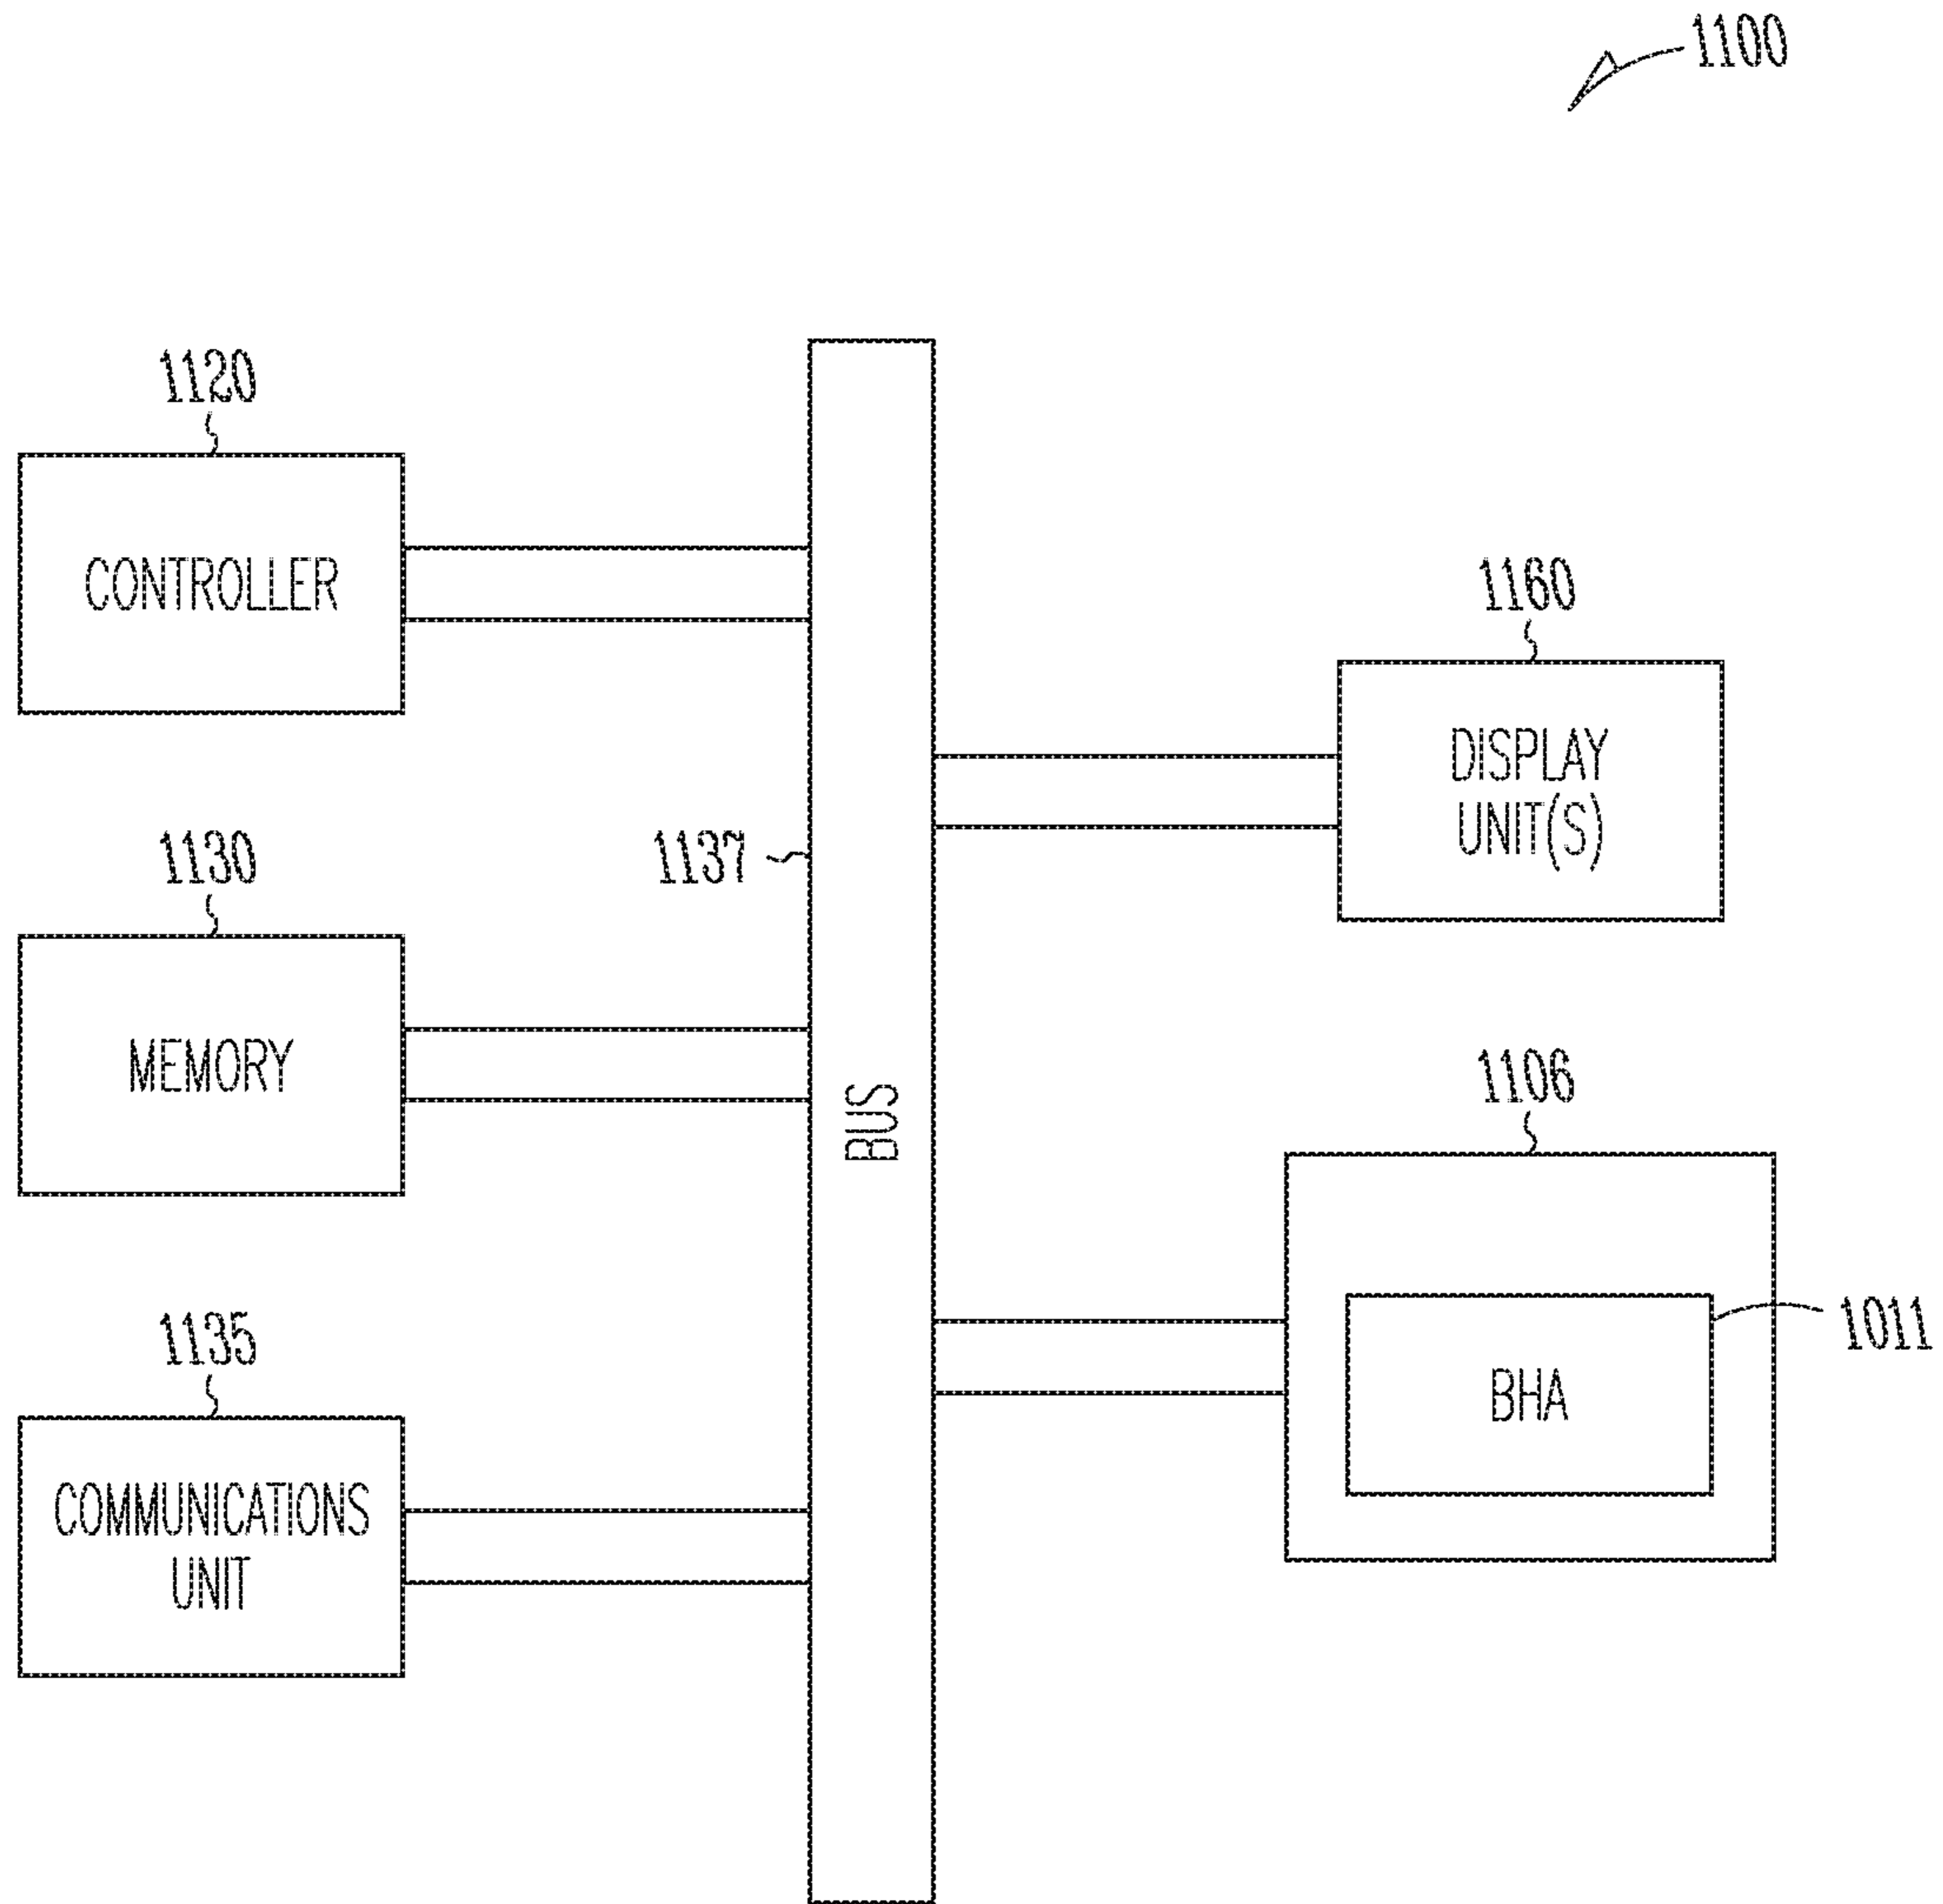 1100
1120
CONTROLLER
1160
DISPLAY
UNIT(S)
1130
1137
MEMORY
BUS
1106
1135
1011
BHA
COMMUNICATIONS
UNIT